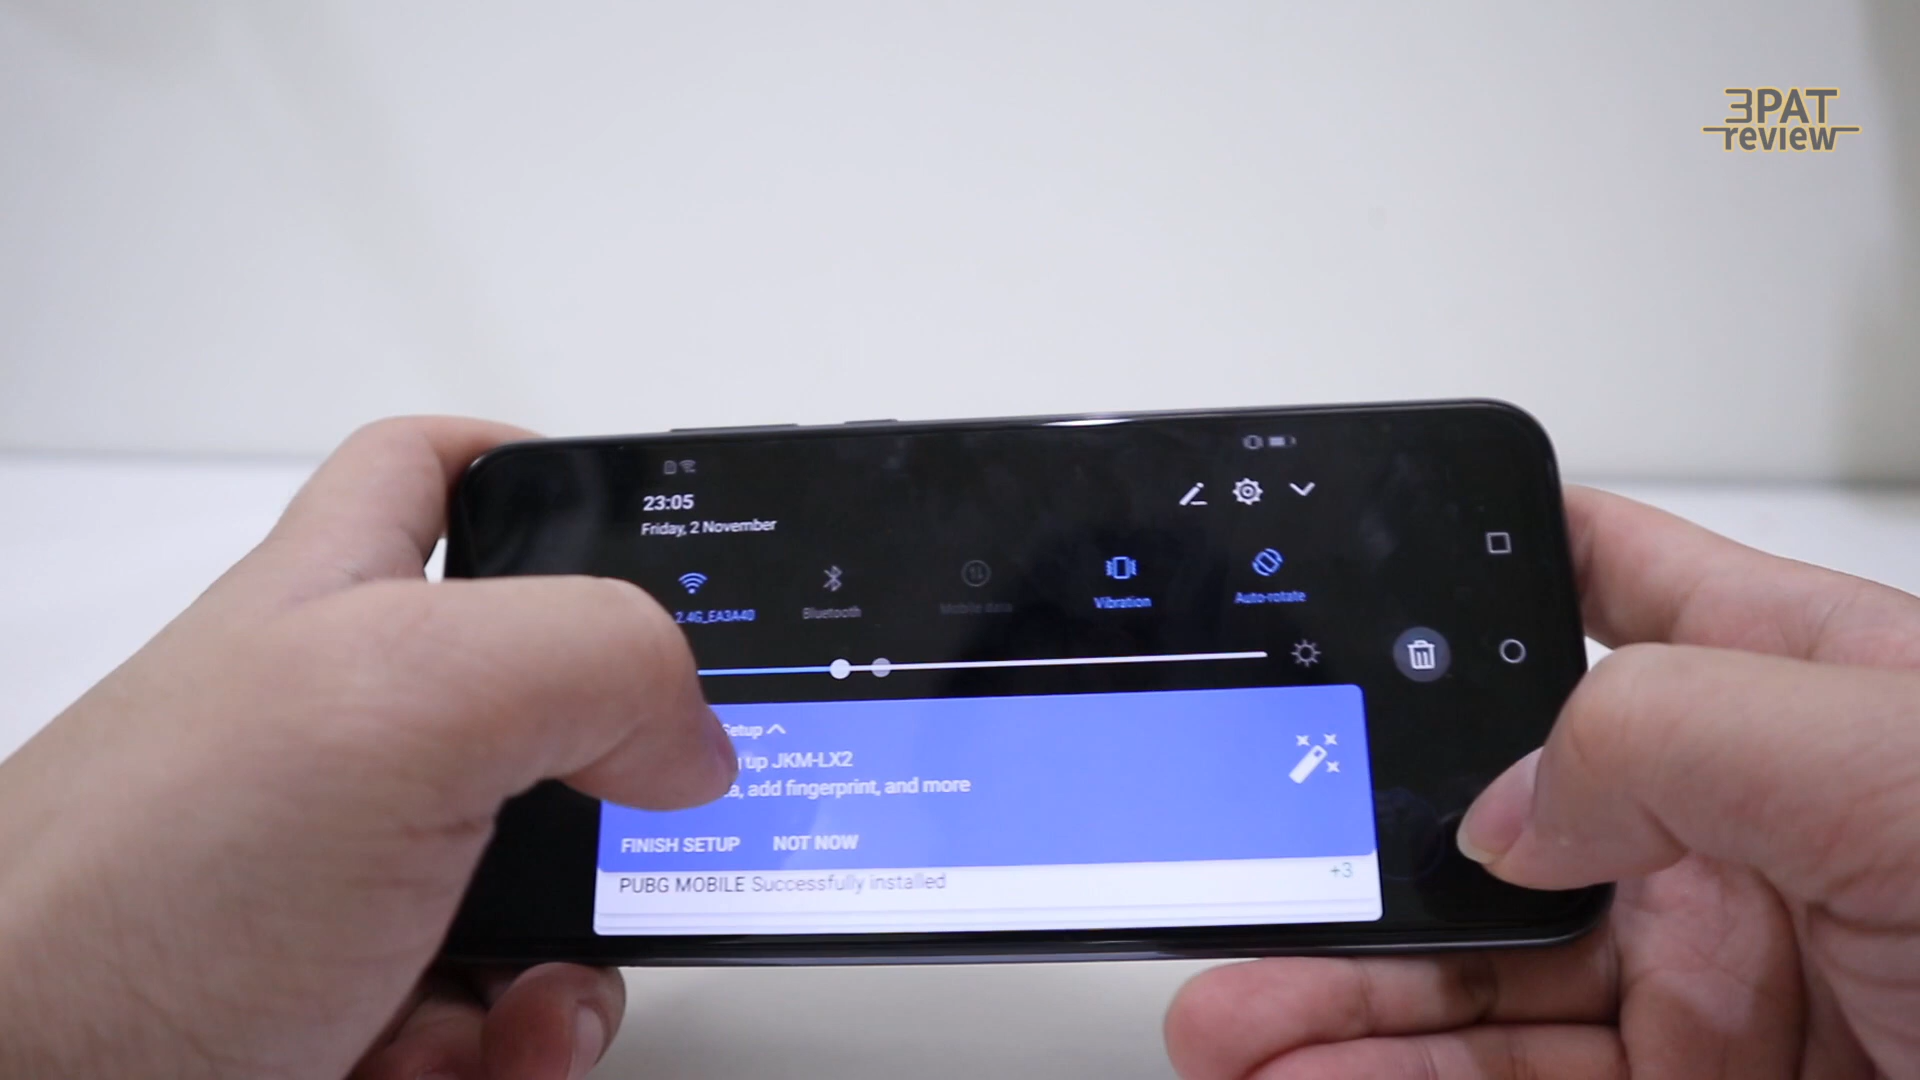 3PAT
review
23:05
Friday, 2 November
2.4G_EA3A40
Bluetooth
Mobile data
Vibration
Auto-rotate
Setup
up JKM-LX2
add fingerprint, and more
FINISH SETUP NOT NOW
PUBG MOBILE Successfully installed
+3